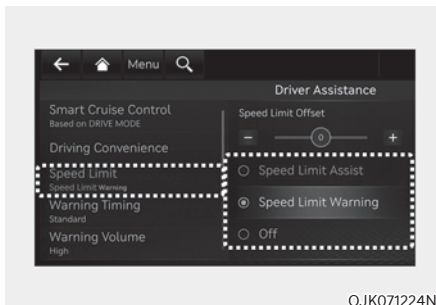 Menu
Driver Assistance
Smart Cruise Control
Based on DRIVE MODE
Driving Convenience
Speed Limit
Speed Limit Warning
Warning Timing
Standard
Warning Volume
High
Speed Limit Offset
- 0 +
Speed Limit Assist
Speed Limit Warning
Off
OJK071224N